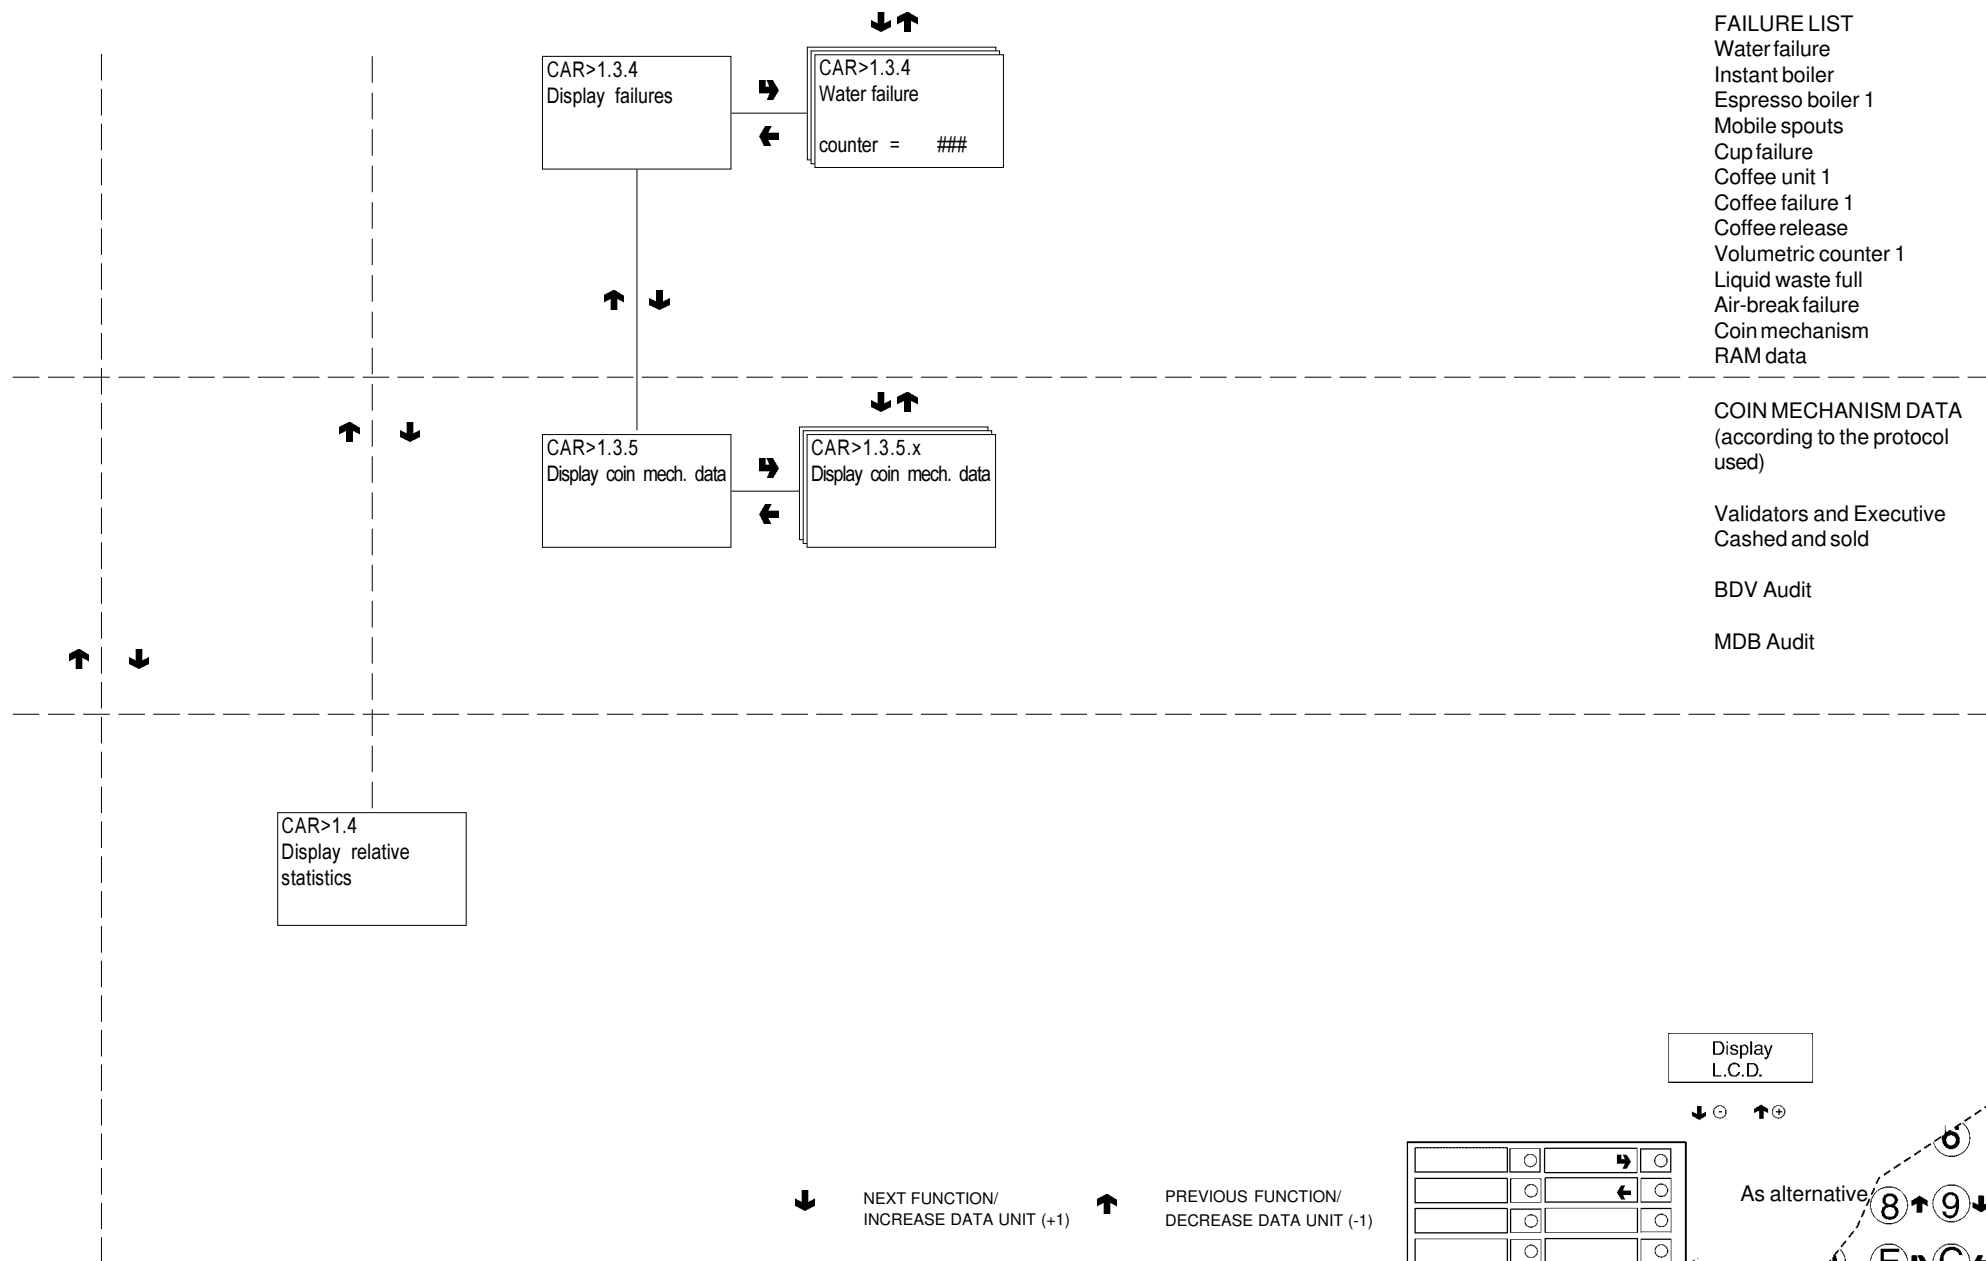 CAR>1.3.4
Display failures
CAR>1.3.4
Water failure
counter = ###
FAILURE LIST
Water failure
Instant boiler
Espresso boiler 1
Mobile spouts
Cup failure
Coffee unit 1
Coffee failure 1
Coffee release
Volumetric counter 1
Liquid waste full
Air-break failure
Coin mechanism
RAM data
CAR>1.3.5
Display coin mech. data
CAR>1.3.5.x
Display coin mech. data
COIN MECHANISM DATA
(according to the protocol
used)
Validators and Executive
Cashed and sold
BDV Audit
MDB Audit
CAR>1.4
Display relative
statistics
Display
L.C.D.
NEXT FUNCTION/
INCREASE DATA UNIT (+1)
PREVIOUS FUNCTION/
DECREASE DATA UNIT (-1)
As alternative
6
8 9
E C